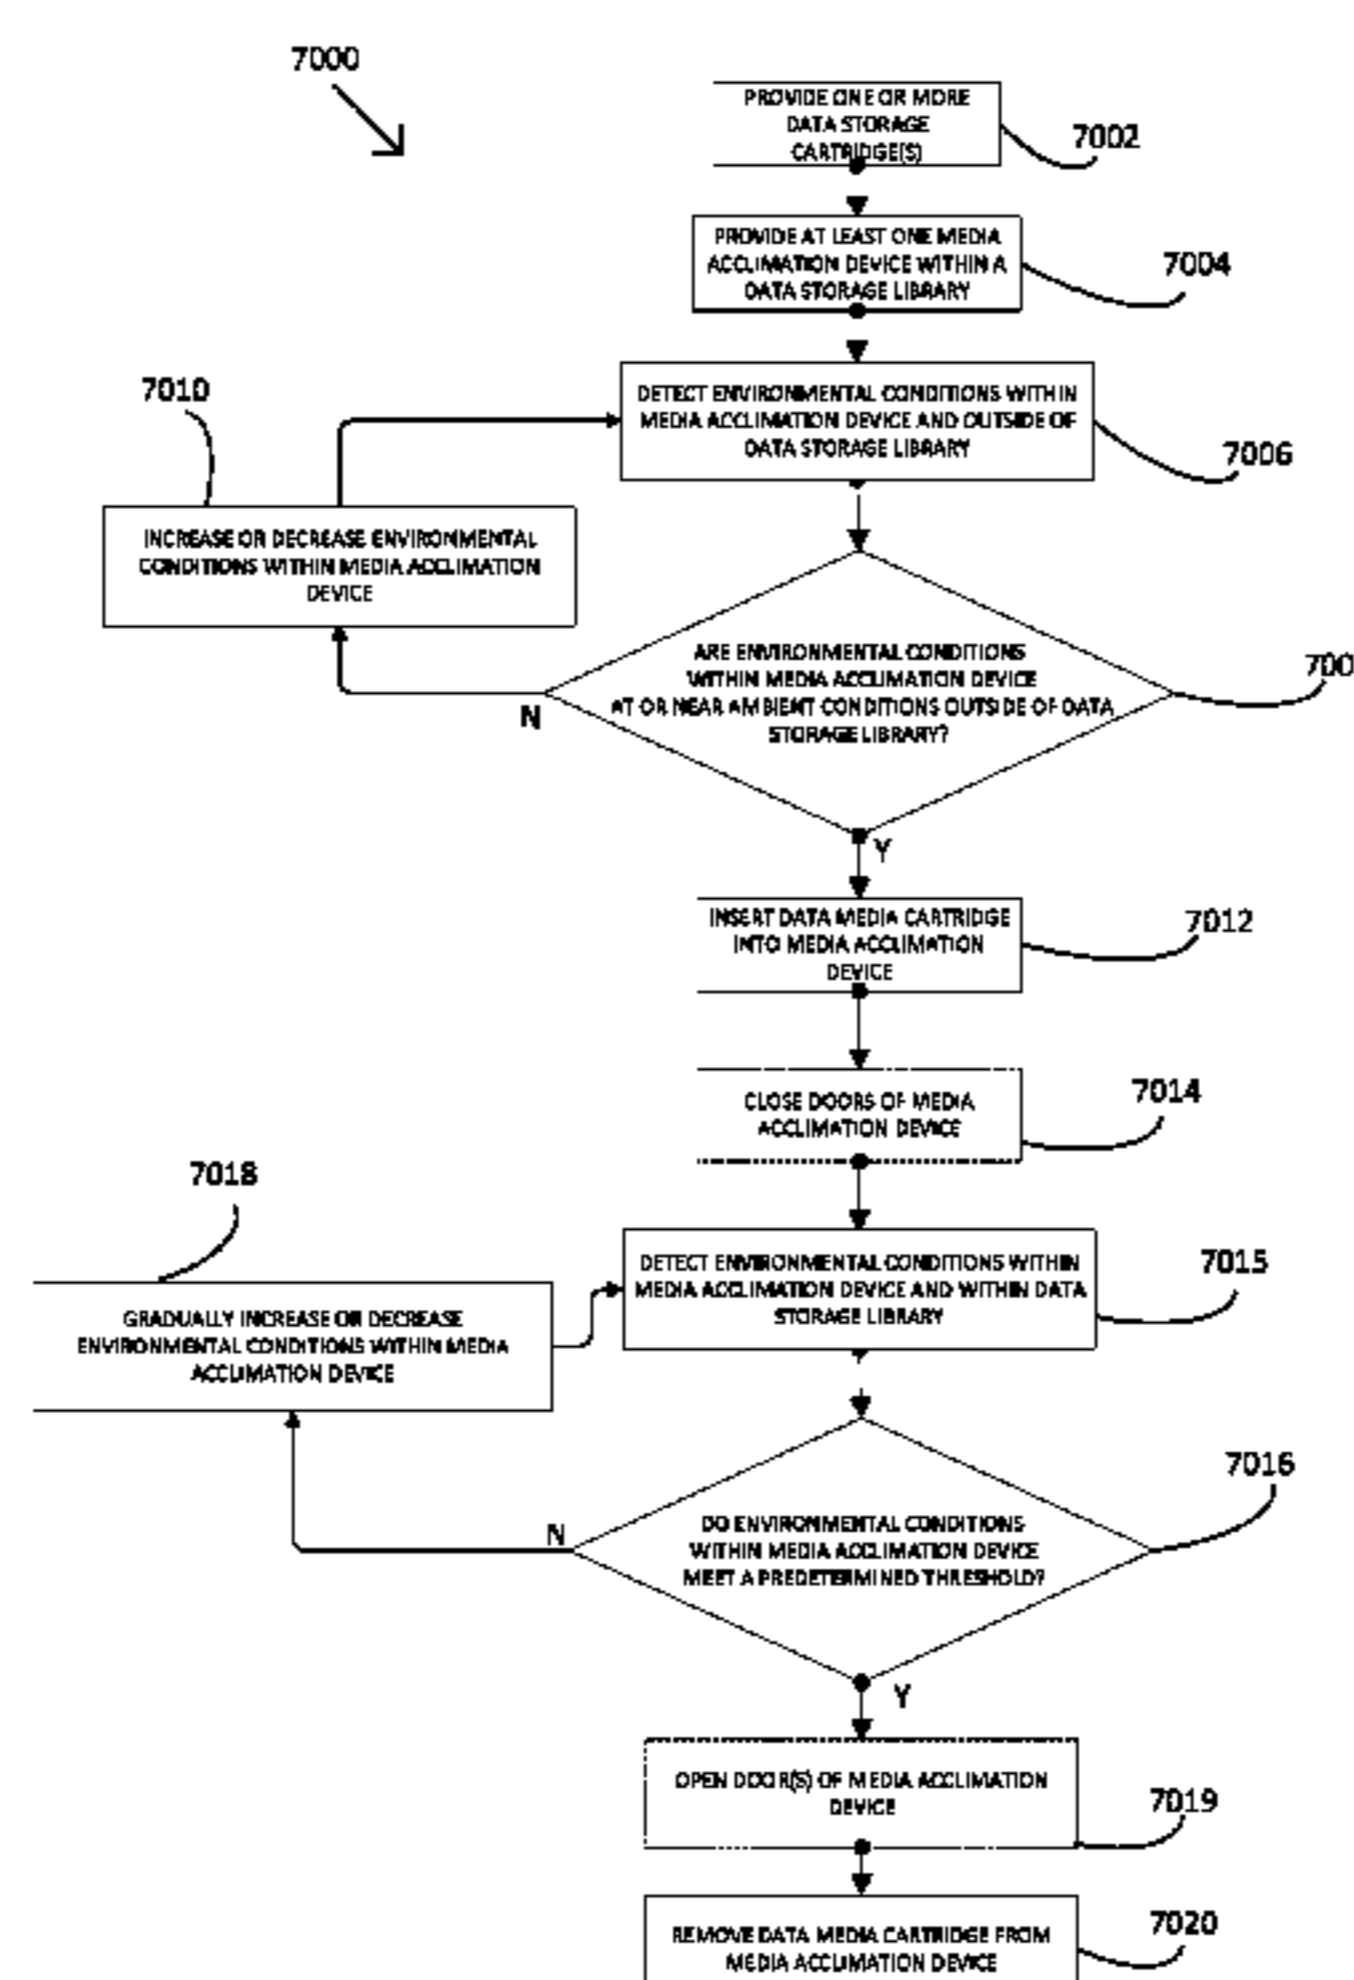 7000
PROVIDE ONE OR MORE
DATA STORAGE
CARTRIDGE(S)
7002
PROVIDE AT LEAST ONE MEDIA
ACCLIMATION DEVICE WITHIN A
DATA STORAGE LIBRARY
7004
DETECT ENVIRONMENTAL CONDITIONS WITHIN
MEDIA ACCLIMATION DEVICE AND OUTSIDE OF
DATA STORAGE LIBRARY
7006
7010
INCREASE OR DECREASE ENVIRONMENTAL
CONDITIONS WITHIN MEDIA ACCLIMATION
DEVICE
ARE ENVIRONMENTAL CONDITIONS
WITHIN MEDIA ACCLIMATION DEVICE
AT OR NEAR AMBIENT CONDITIONS OUTSIDE OF DATA
STORAGE LIBRARY?
700
N
Y
INSERT DATA MEDIA CARTRIDGE
INTO MEDIA ACCLIMATION
DEVICE
7012
CLOSE DOORS OF MEDIA
ACCLIMATION DEVICE
7014
DETECT ENVIRONMENTAL CONDITIONS WITHIN
MEDIA ACCLIMATION DEVICE AND WITHIN DATA
STORAGE LIBRARY
7015
7018
GRADUALLY INCREASE OR DECREASE
ENVIRONMENTAL CONDITIONS WITHIN MEDIA
ACCLIMATION DEVICE
DO ENVIRONMENTAL CONDITIONS
WITHIN MEDIA ACCLIMATION DEVICE
MEET A PREDETERMINED THRESHOLD?
7016
N
Y
OPEN DOOR(S) OF MEDIA ACCLIMATION
DEVICE
7019
REMOVE DATA MEDIA CARTRIDGE FROM
MEDIA ACCLIMATION DEVICE
7020